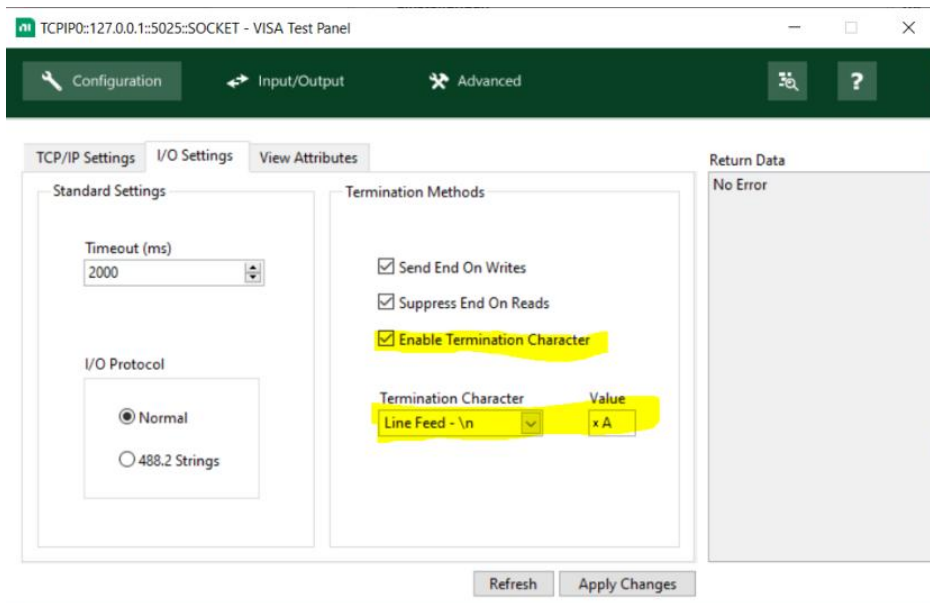 TCPIP0::127.0.0.1::5025::SOCKET - VISA Test Panel
Configuration Input/Output Advanced ?
TCP/IP Settings I/O Settings View Attributes
Return Data
No Error
Standard Settings
Timeout (ms)
2000
I/O Protocol
Normal
488.2 Strings
Termination Methods
Send End On Writes
Suppress End On Reads
Enable Termination Character
Termination Character Value
Line Feed - \n x A
Refresh Apply Changes